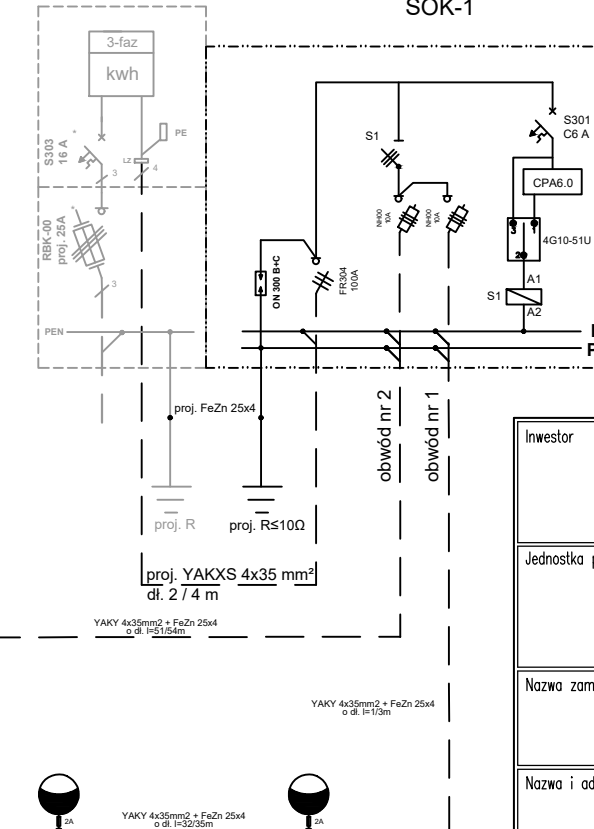 SOK-1
3-faz
kwh
PE
S303
16 A
*
LZ
3
4
RBK-00
proj. 25A
*
3
PEN
S1
S301
C6 A
CPA6.0
NH00
10A
NH00
10A
3
1
2
4G10-51U
ON 300 B+C
FR304
100A
A1
S1
A2
proj. FeZn 25x4
obwód nr 2
obwód nr 1
proj. R
proj. R≤10Ω
proj. YAKXS 4x35 mm²
dł. 2 / 4 m
YAKY 4x35mm2 + FeZn 25x4
o dł. l=51/54m
YAKY 4x35mm2 + FeZn 25x4
o dł. l=1/3m
2A
2A
YAKY 4x35mm2 + FeZn 25x4
o dł. l=32/35m
Inwestor
Jednostka p
Nazwa zam
Nazwa i ad